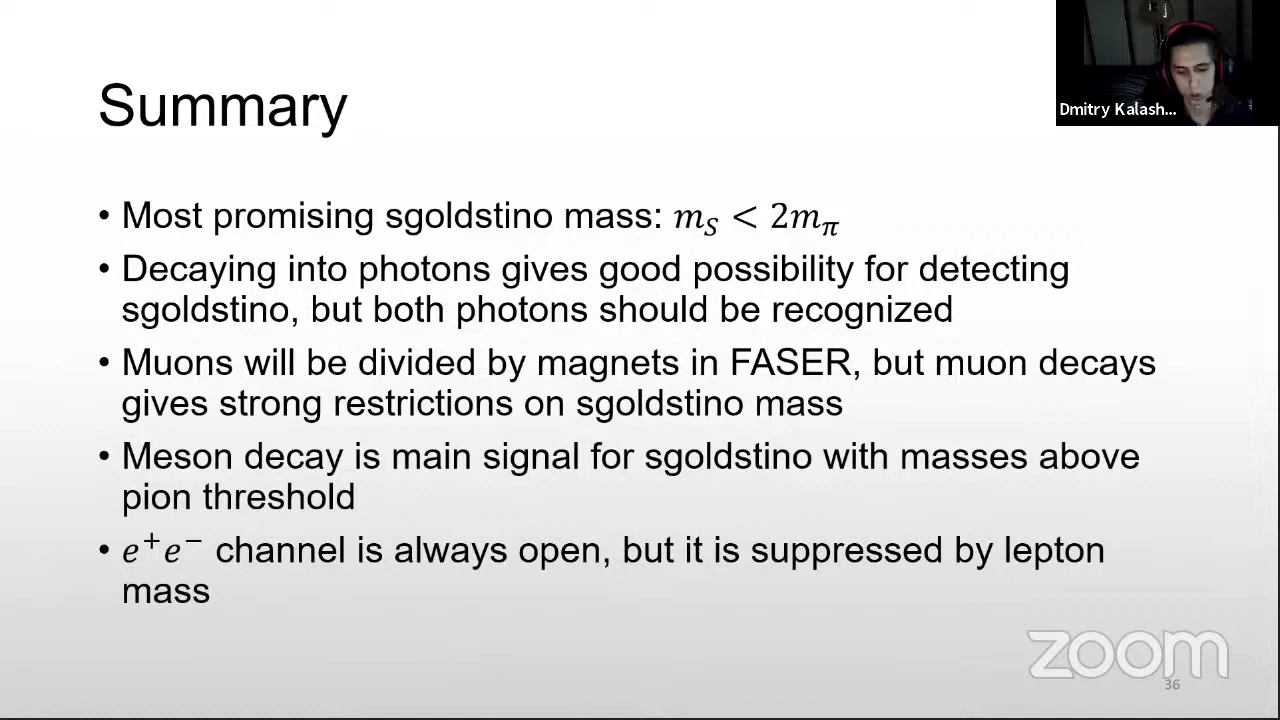 Dmitry Kalash...
Summary
• Most promising sgoldstino mass: 𝑚𝑆 < 2𝑚𝜋
• Decaying into photons gives good possibility for detecting
sgoldstino, but both photons should be recognized
• Muons will be divided by magnets in FASER, but muon decays
gives strong restrictions on sgoldstino mass
• Meson decay is main signal for sgoldstino with masses above
pion threshold
• 𝑒⁺𝑒⁻ channel is always open, but it is suppressed by lepton
mass
zoom
36